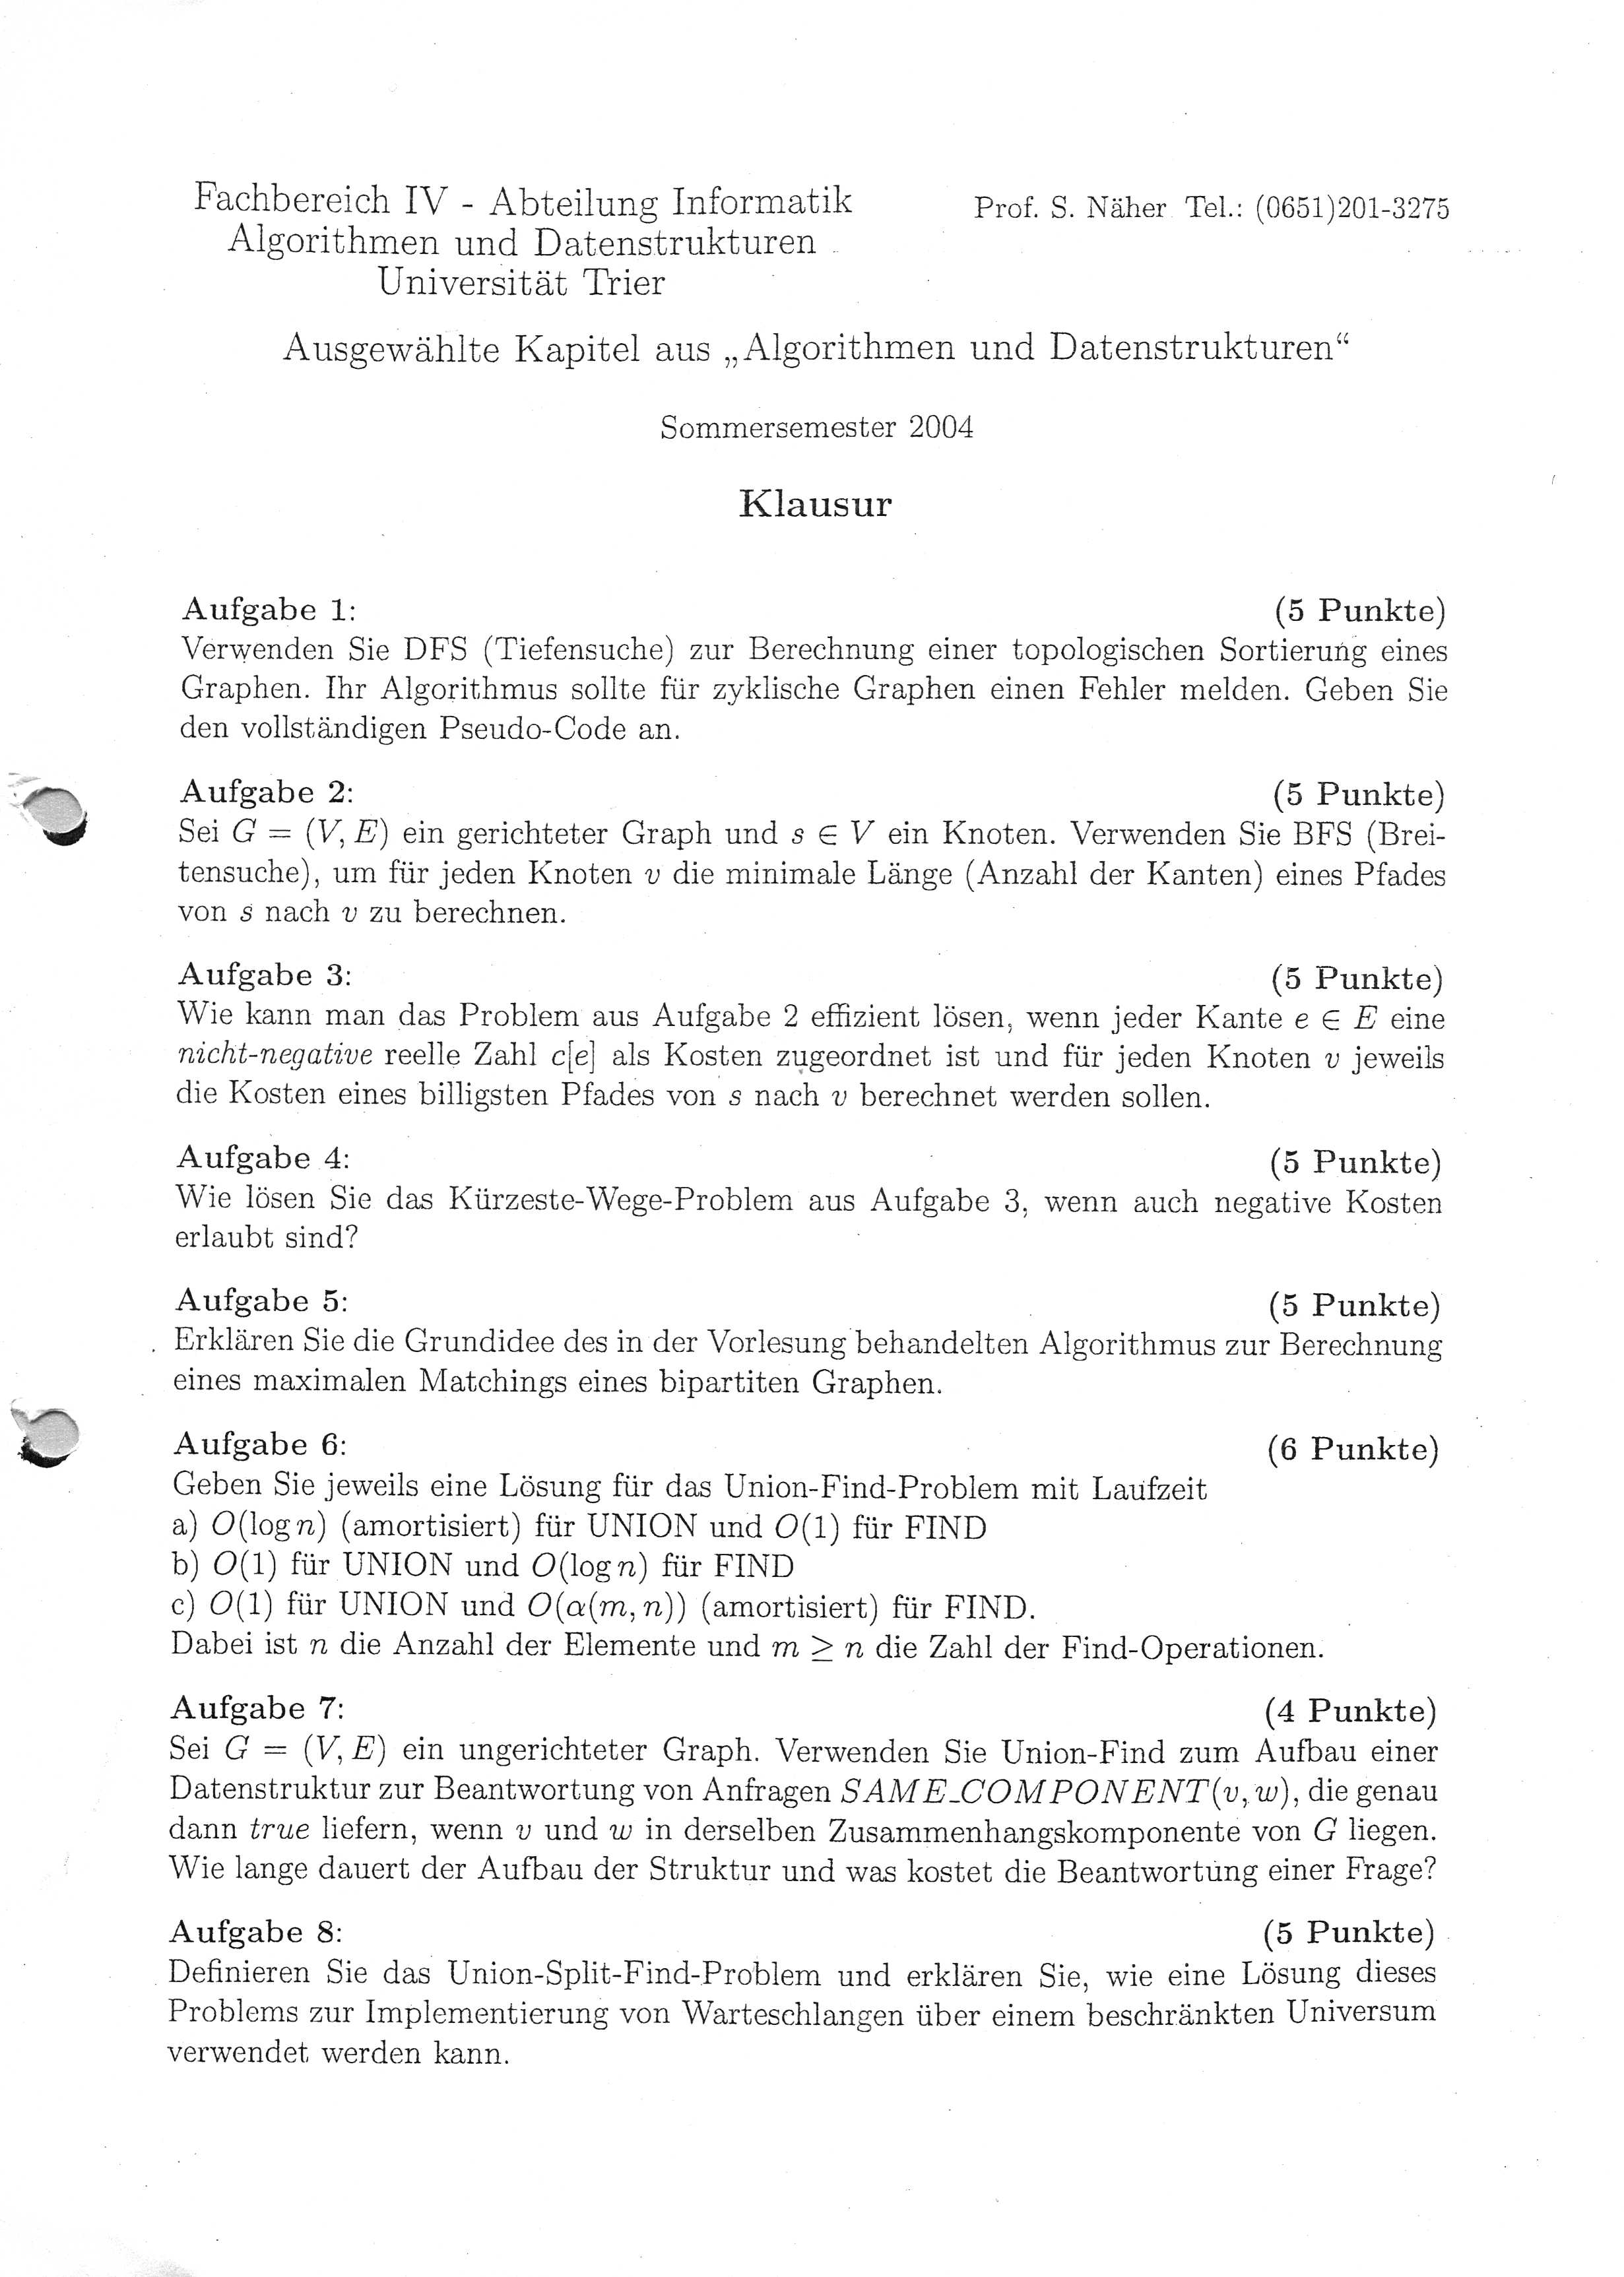 Fachbereich IV - Abteilung Informatik Prof. S. Näher Tel.: (0651)201-3275
Algorithmen und Datenstrukturen
Universität Trier
Ausgewählte Kapitel aus „Algorithmen und Datenstrukturen“
Sommersemester 2004
Klausur
Aufgabe 1: (5 Punkte)
Verwenden Sie DFS (Tiefensuche) zur Berechnung einer topologischen Sortierung eines
Graphen. Ihr Algorithmus sollte für zyklische Graphen einen Fehler melden. Geben Sie
den vollständigen Pseudo-Code an.
Aufgabe 2: (5 Punkte)
Sei G = (V, E) ein gerichteter Graph und s ∈ V ein Knoten. Verwenden Sie BFS (Brei-
tensuche), um für jeden Knoten v die minimale Länge (Anzahl der Kanten) eines Pfades
von s nach v zu berechnen.
Aufgabe 3: (5 Punkte)
Wie kann man das Problem aus Aufgabe 2 effizient lösen, wenn jeder Kante e ∈ E eine
nicht-negative reelle Zahl c[e] als Kosten zugeordnet ist und für jeden Knoten v jeweils
die Kosten eines billigsten Pfades von s nach v berechnet werden sollen.
Aufgabe 4: (5 Punkte)
Wie lösen Sie das Kürzeste-Wege-Problem aus Aufgabe 3, wenn auch negative Kosten
erlaubt sind?
Aufgabe 5: (5 Punkte)
Erklären Sie die Grundidee des in der Vorlesung behandelten Algorithmus zur Berechnung
eines maximalen Matchings eines bipartiten Graphen.
Aufgabe 6: (6 Punkte)
Geben Sie jeweils eine Lösung für das Union-Find-Problem mit Laufzeit
a) O(log n) (amortisiert) für UNION und O(1) für FIND
b) O(1) für UNION und O(log n) für FIND
c) O(1) für UNION und O(α(m, n)) (amortisiert) für FIND.
Dabei ist n die Anzahl der Elemente und m ≥ n die Zahl der Find-Operationen.
Aufgabe 7: (4 Punkte)
Sei G = (V, E) ein ungerichteter Graph. Verwenden Sie Union-Find zum Aufbau einer
Datenstruktur zur Beantwortung von Anfragen SAME_COMPONENT(v, w), die genau
dann true liefern, wenn v und w in derselben Zusammenhangskomponente von G liegen.
Wie lange dauert der Aufbau der Struktur und was kostet die Beantwortung einer Frage?
Aufgabe 8: (5 Punkte)
Definieren Sie das Union-Split-Find-Problem und erklären Sie, wie eine Lösung dieses
Problems zur Implementierung von Warteschlangen über einem beschränkten Universum
verwendet werden kann.